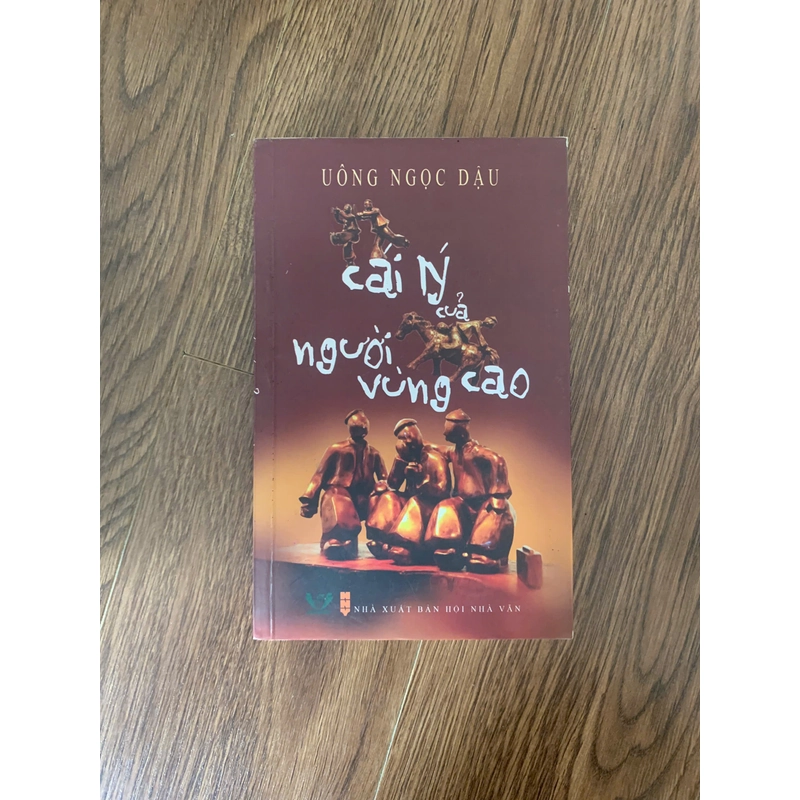 UÔNG NGỌC DẬU
cái lý
của
người
vùng cao
NHÀ XUẤT BẢN HỘI NHÀ VĂN